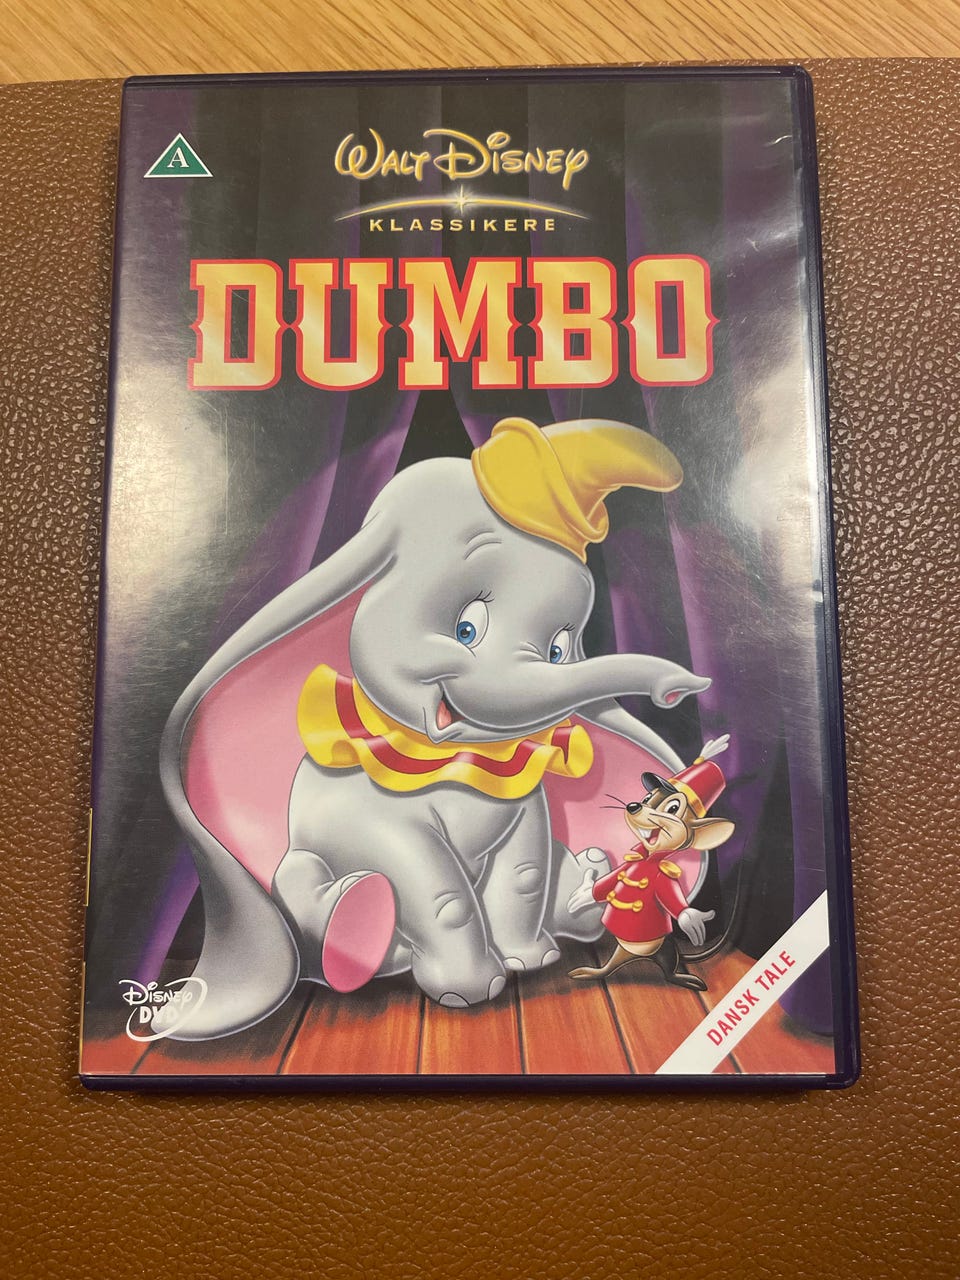 A
WALT DISNEY
KLASSIKERE
DUMBO
DISNEY
DVD
DANSK TALE